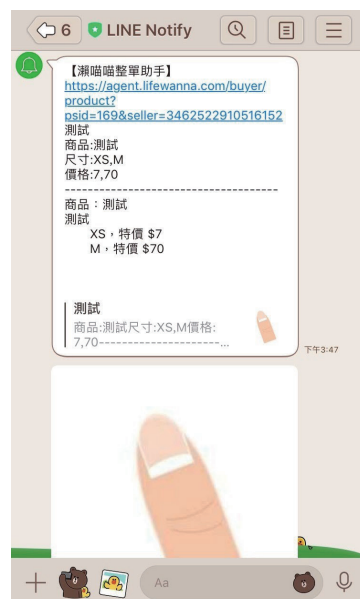 6 LINE Notify
【瀨喵喵整單助手】
https://agent.lifewanna.com/buyer/
product?
psid=169&seller=3462522910516152
測試
商品:測試
尺寸:XS,M
價格:7,70
-------------------------------------
商品：測試
測試
XS，特價 $7
M，特價 $70
測試
商品:測試尺寸:XS,M價格:
7,70---------------------...
下午3:47
Aa